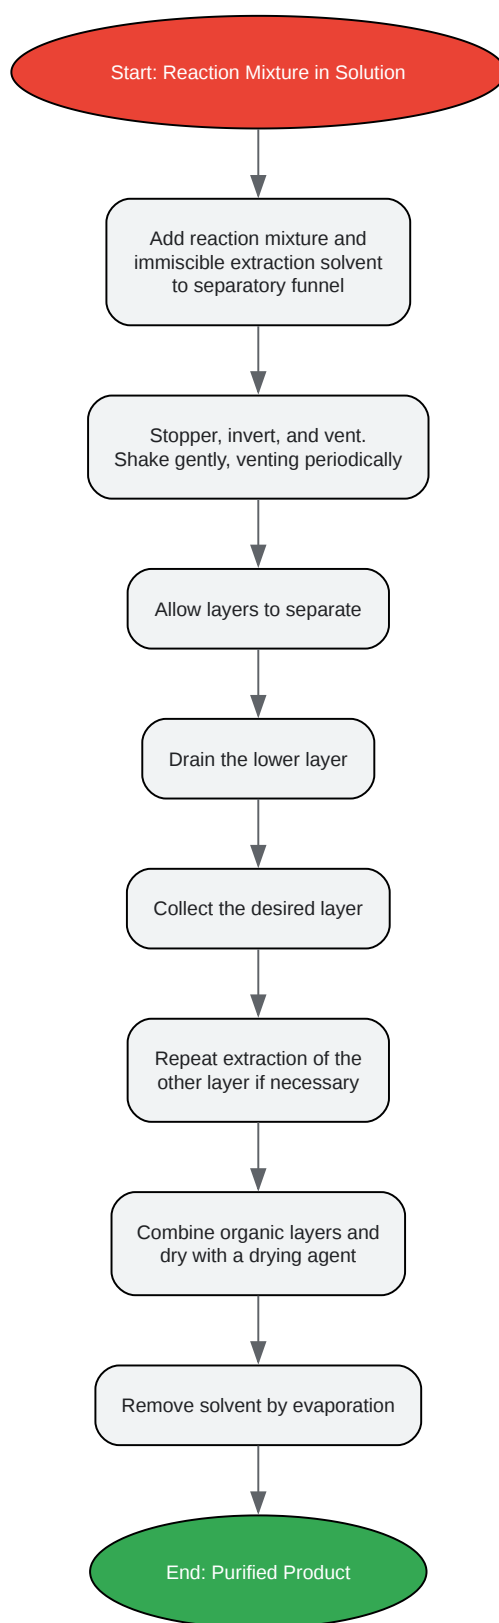 Start: Reaction Mixture in Solution
Add reaction mixture and
immiscible extraction solvent
to separatory funnel
Stopper, invert, and vent.
Shake gently, venting periodically
Allow layers to separate
Drain the lower layer
Collect the desired layer
Repeat extraction of the
other layer if necessary
Combine organic layers and
dry with a drying agent
Remove solvent by evaporation
End: Purified Product